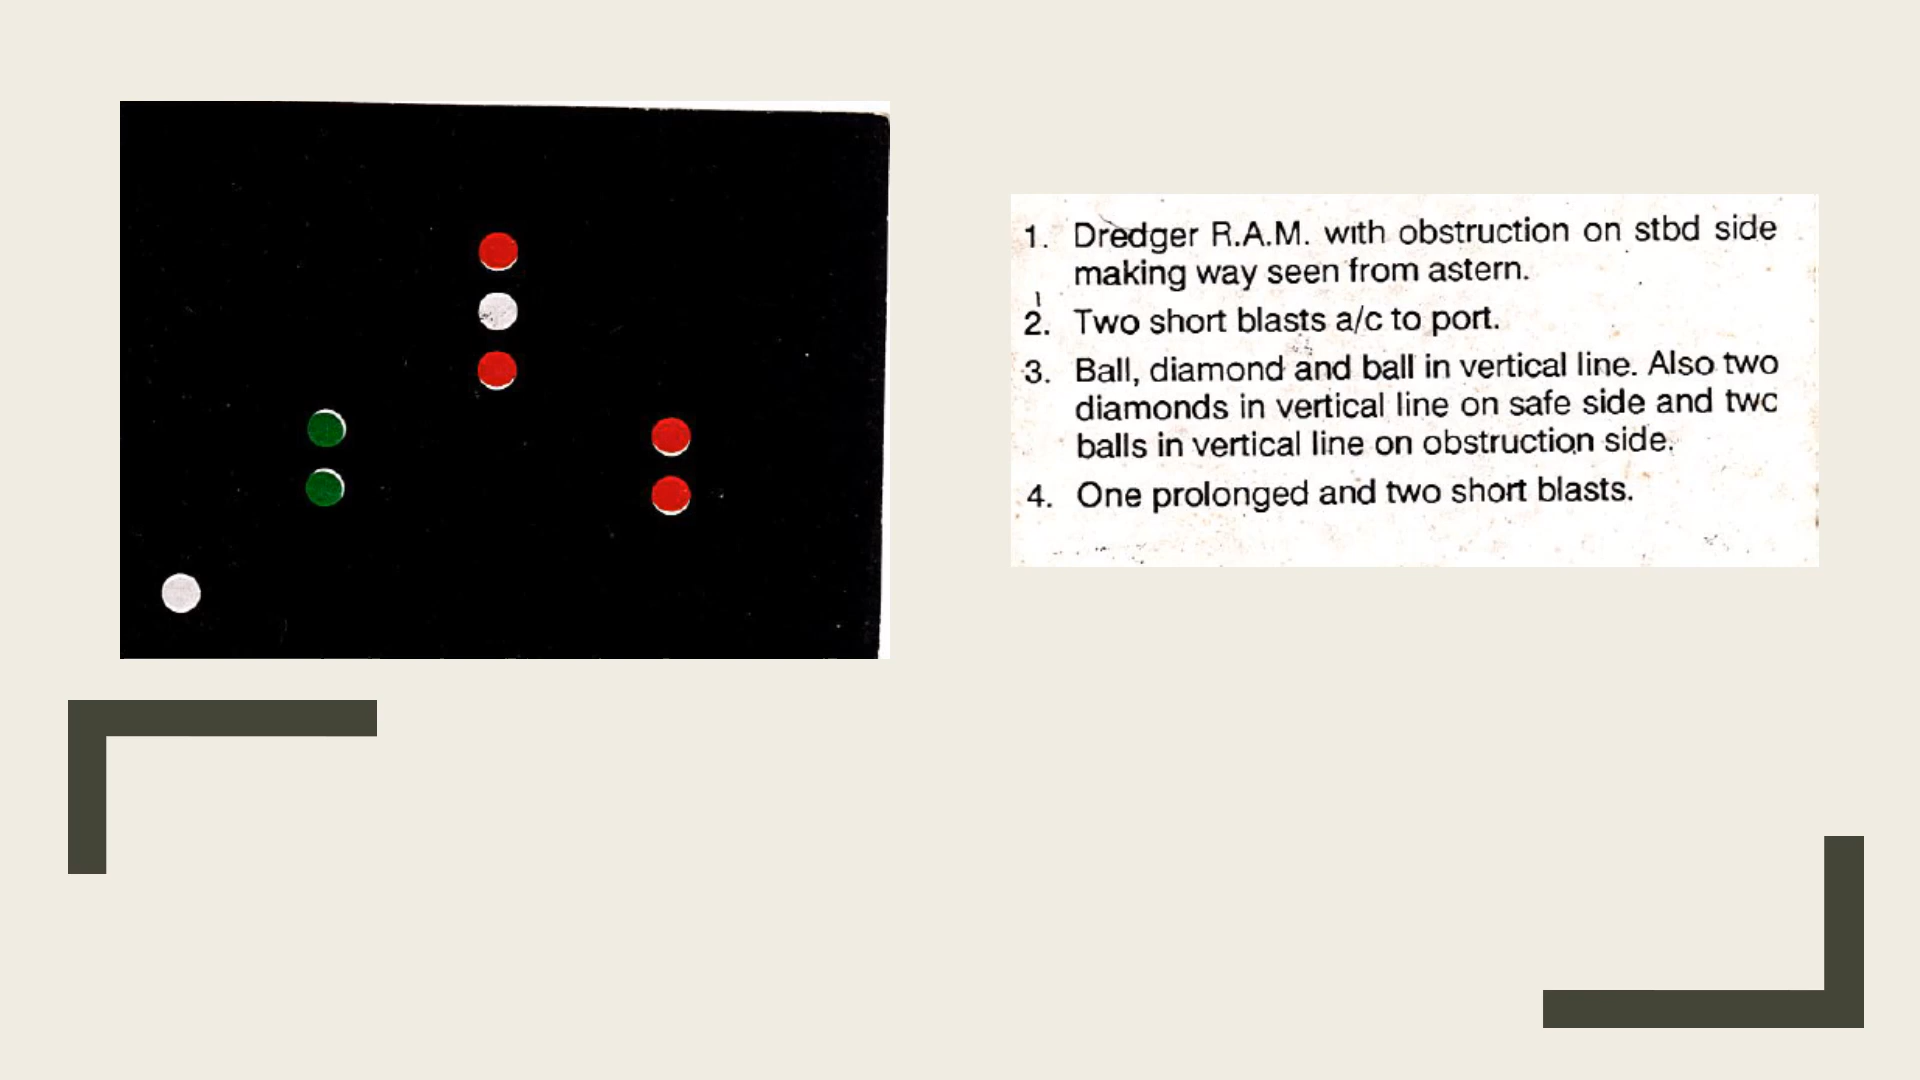 1. Dredger R.A.M. with obstruction on stbd side
making way seen from astern.
2. Two short blasts a/c to port.
3. Ball, diamond and ball in vertical line. Also two
diamonds in vertical line on safe side and two
balls in vertical line on obstruction side.
4. One prolonged and two short blasts.